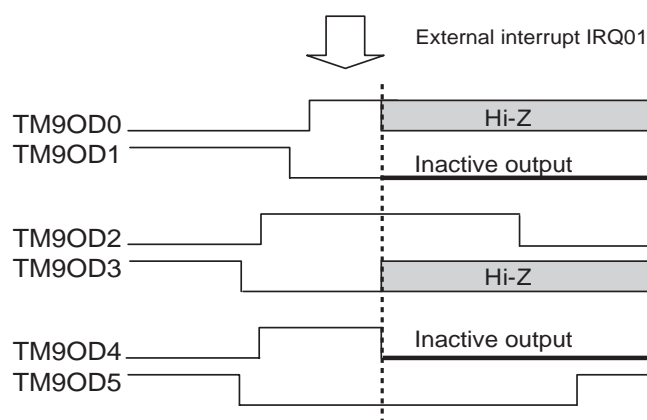 External interrupt IRQ01
TM9OD0
Hi-Z
TM9OD1
Inactive output
TM9OD2
TM9OD3
Hi-Z
TM9OD4
Inactive output
TM9OD5